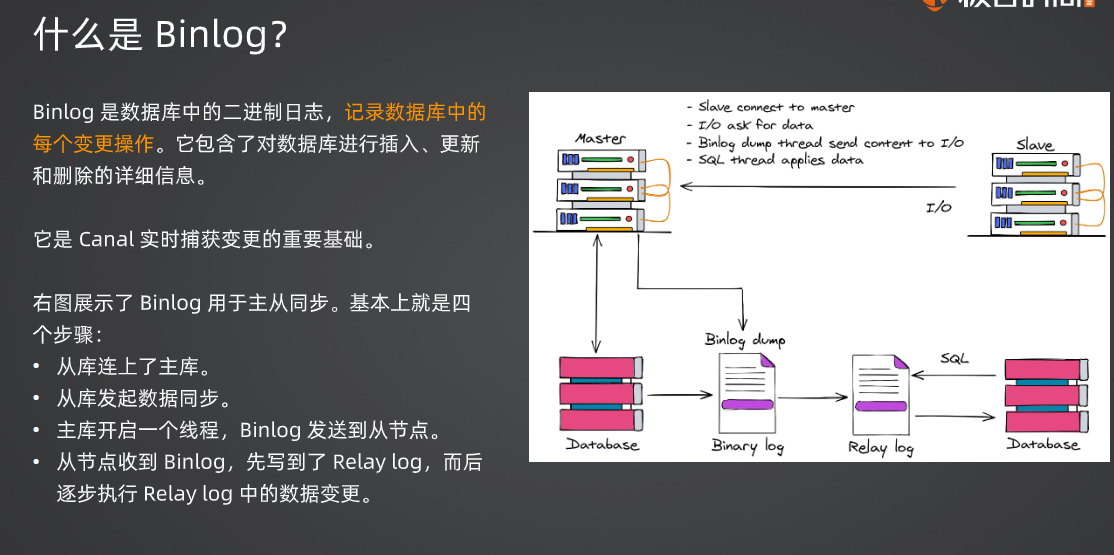 什么是 Binlog？
Binlog 是数据库中的二进制日志，记录数据库中的
每个变更操作。它包含了对数据库进行插入、更新
和删除的详细信息。
它是 Canal 实时捕获变更的重要基础。
右图展示了 Binlog 用于主从同步。基本上就是四
个步骤：
• 从库连上了主库。
• 从库发起数据同步。
• 主库开启一个线程，Binlog 发送到从节点。
• 从节点收到 Binlog，先写到了 Relay log，而后
逐步执行 Relay log 中的数据变更。
- Slave connect to master
- I/O ask for data
- Binlog dump thread send content to I/O
- SQL thread applies data
Master
Slave
I/O
Binlog dump
SQL
Database
Binary log
Relay log
Database